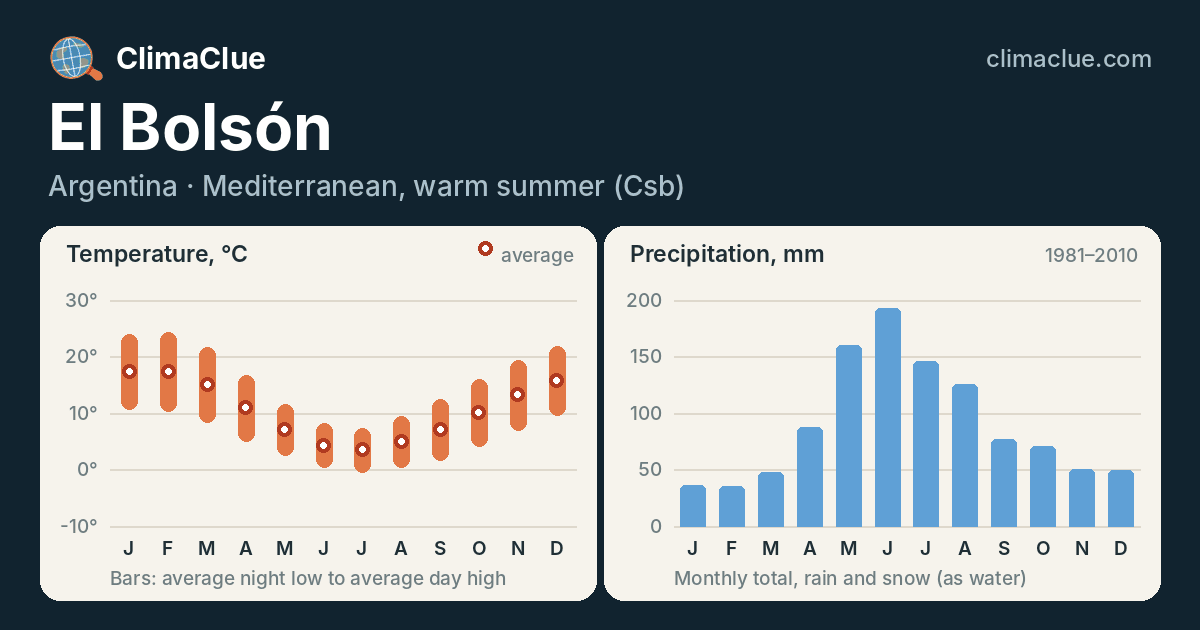 ClimaClue
climaclue.com
El Bolsón
Argentina · Mediterranean, warm summer (Csb)
Temperature, °C
average
30°
20°
10°
0°
-10°
J F M A M J J A S O N D
Bars: average night low to average day high
Precipitation, mm
1981–2010
200
150
100
50
0
J F M A M J J A S O N D
Monthly total, rain and snow (as water)